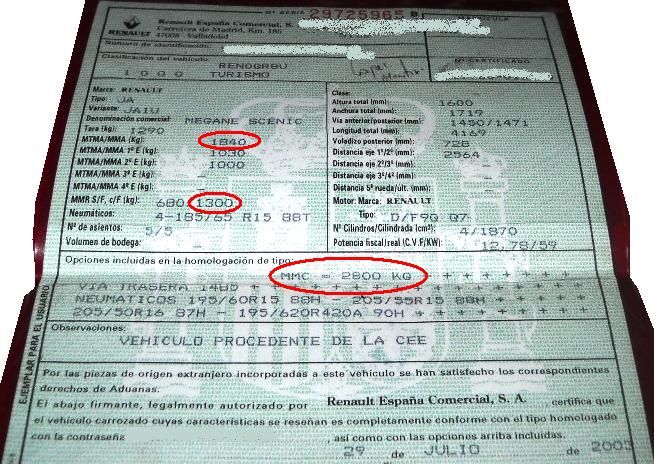 Nº SERIE 29725965 B
RENAULT
Renault España Comercial, S.
Carretera de Madrid, Km. 185
47008 - Valladolid
Numero de identificación:
Clasificación del vehículo: RENDGRBU
1000 TURISMO
Nº CERTIFICADO
Marca: RENAULT
Tipo: JA
Variante: JA1U
Denominación comercial: MEGANE SCENIC
Tara (kg): 1290
MTMA/MMA (Kg): 1840
MTMA/MMA 1º E (kg): 1030
MTMA/MMA 2º E (kg): 1000
MTMA/MMA 3º E (kg): -
MTMA/MMA 4º E (kg): -
MMR S/F, c/F (kg): 680 1300
Neumáticos: 4-185/65 R15 88T
Nº de asientos: 5/5
Volumen de bodega: -
Clase:
Altura total (mm): 1600
Anchura total (mm): 1719
Vía anterior/posterior (mm): 1450/1471
Longitud total (mm): 4169
Voladizo posterior (mm): 728
Distancia eje 1º/2º (mm): 2564
Distancia eje 2º/3º (mm): -
Distancia eje 3º/4º (mm): -
Distancia 5ª rueda/ult. (mm): -
Motor: Marca: RENAULT
Tipo: D/F9Q Q7
Nº Cilindros/Cilindrada (cm³): 4/1870
Potencia fiscal/real (C.V.F/KW): 12,78/59
Opciones incluidas en la homologación de tipo:
MMC = 2800 KG + + + + + +
VIA TRASERA 1485 + + + + + + + + + + + +
NEUMATICOS 195/60R15 88H - 205/55R15 88H + + +
205/50R16 87H - 195/620R420A 90H + + + + +
Observaciones:
VEHICULO PROCEDENTE DE LA CEE
EJEMPLAR PARA EL USUARIO
Por las piezas de origen extranjero incorporadas a este vehículo se han satisfecho los correspondientes
derechos de Aduanas.
El abajo firmante, legalmente autorizado por Renault España Comercial, S. A. certifica que
el vehículo carrozado cuyas características se reseñan es completamente conforme con el tipo homologado
con la contraseña , así como con las opciones arriba incluidas.
29 de JULIO de 2003